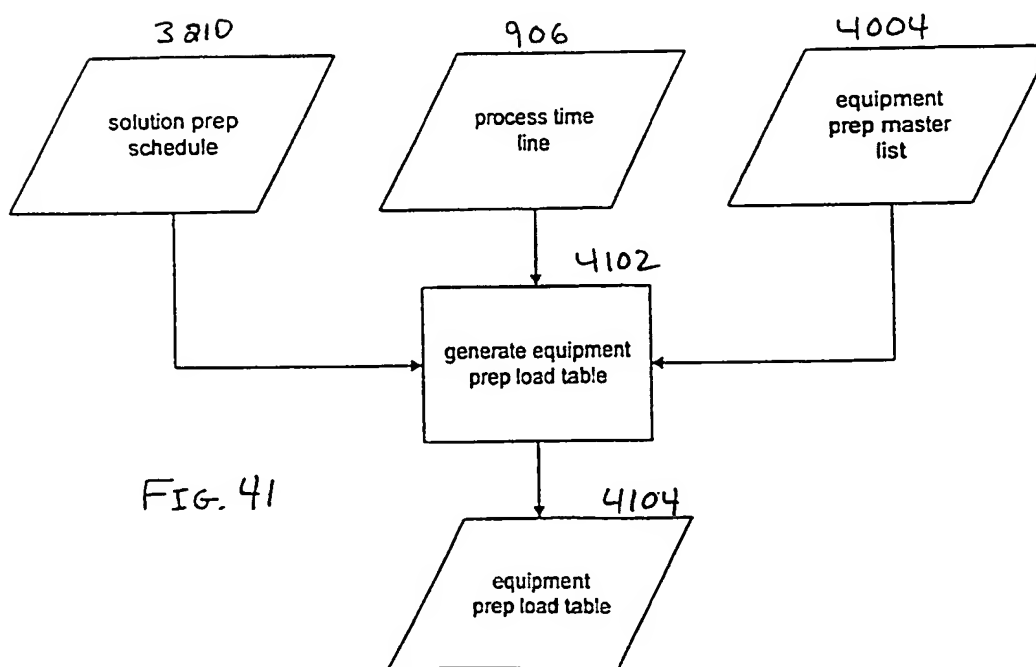 3210
906
4004
solution prep
schedule
process time
line
equipment
prep master
list
4102
generate equipment
prep load table
FIG. 41
4104
equipment
prep load table